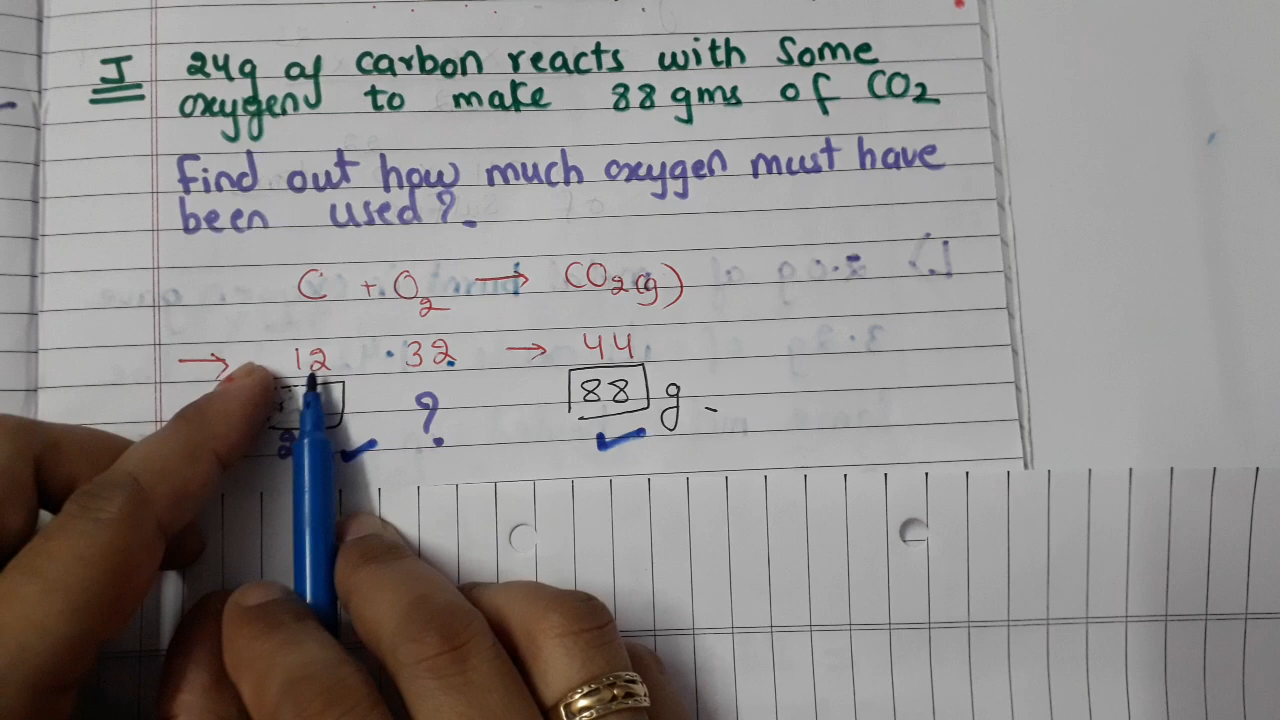 I 24g of carbon reacts with Some
oxygen to make 88 gms of CO2
Find out how much oxygen must have
been used?.
C + O2 → CO2(g)
→ 12 .32. → 44
? 88 g.